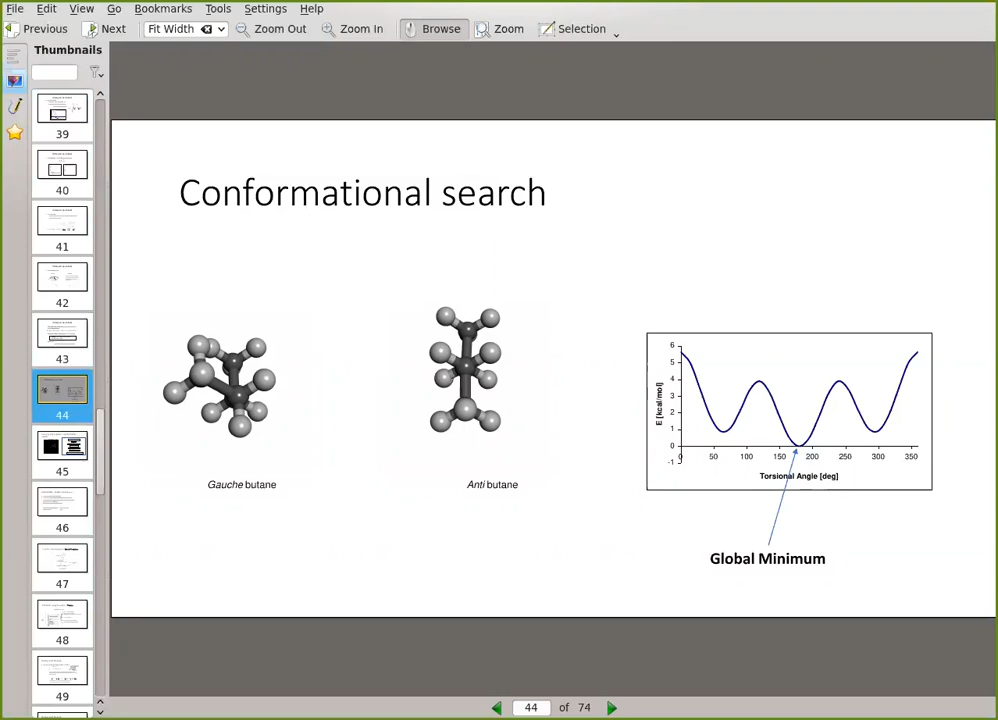 File Edit View Go Bookmarks Tools Settings Help
Previous Next Fit Width Zoom Out Zoom In Browse Zoom Selection
Thumbnails
39
40
41
42
43
44
45
46
47
48
49
Conformational search
Gauche butane
Anti butane
E [kcal/mol]
6
5
4
3
2
1
0
-1
0 50 100 150 200 250 300 350
Torsional Angle [deg]
Global Minimum
44 of 74